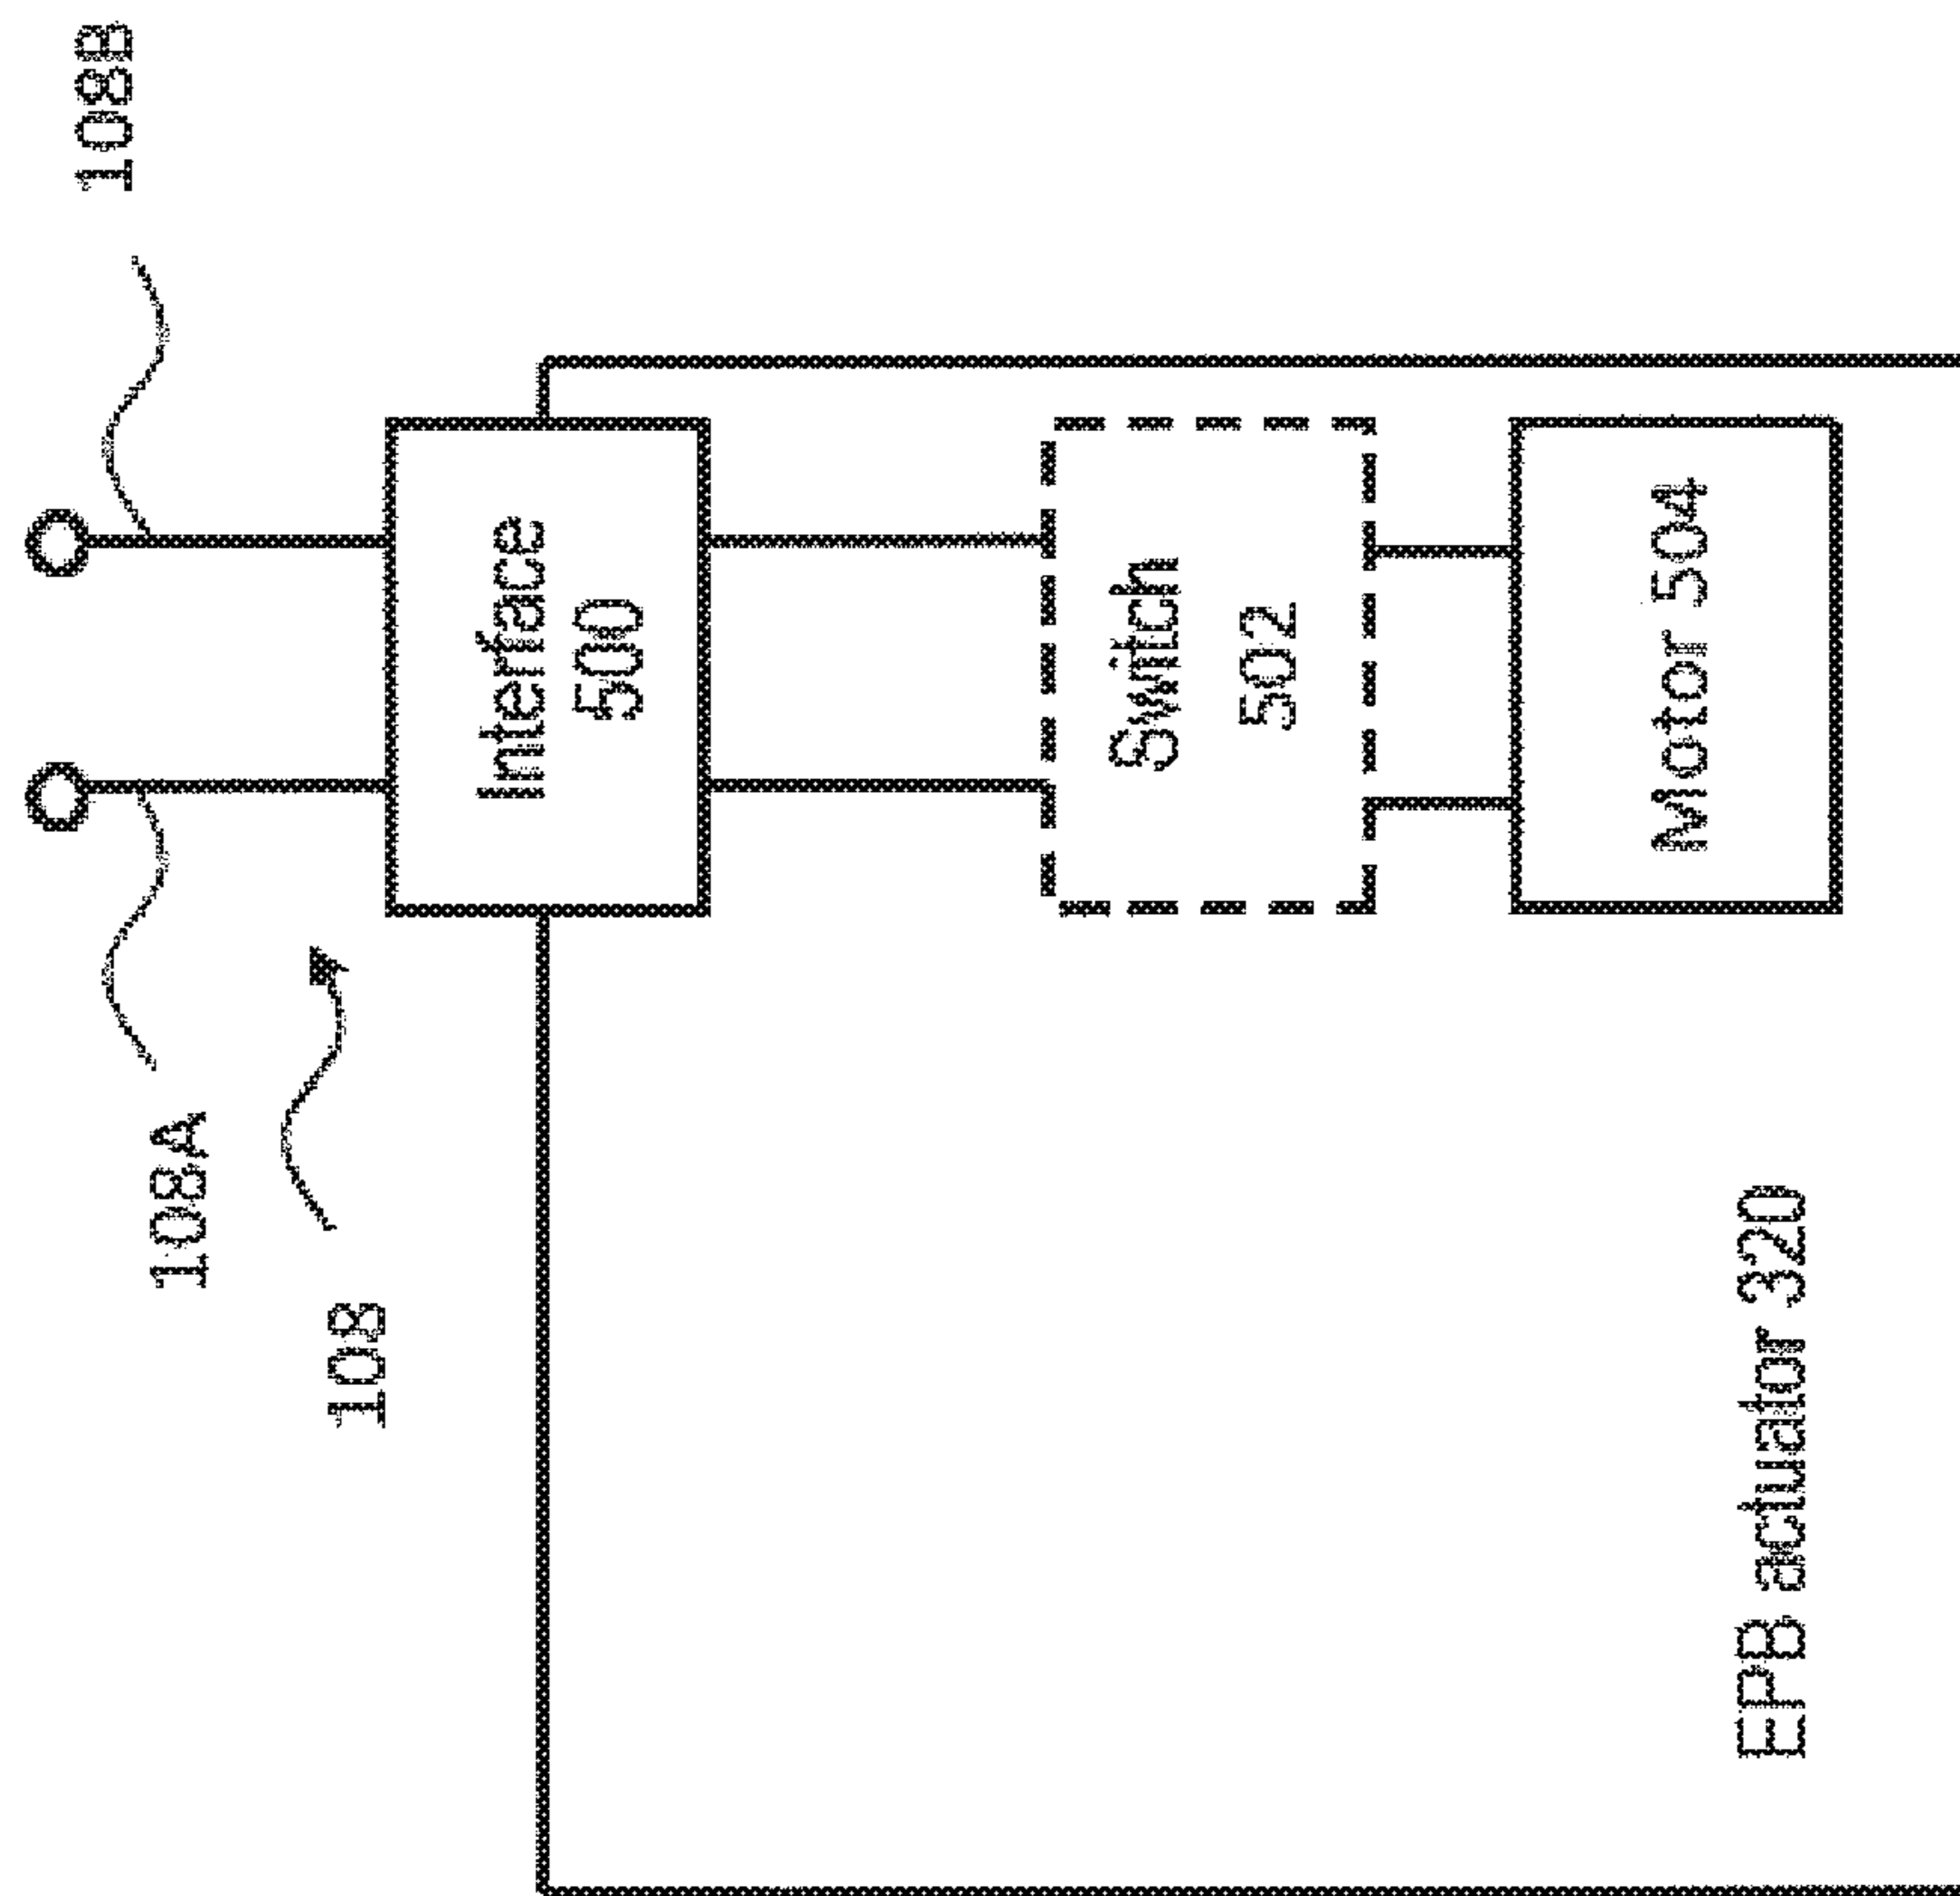 108B
108A
108
Interface
500
Switch
502
Motor 504
EPB actuator 320